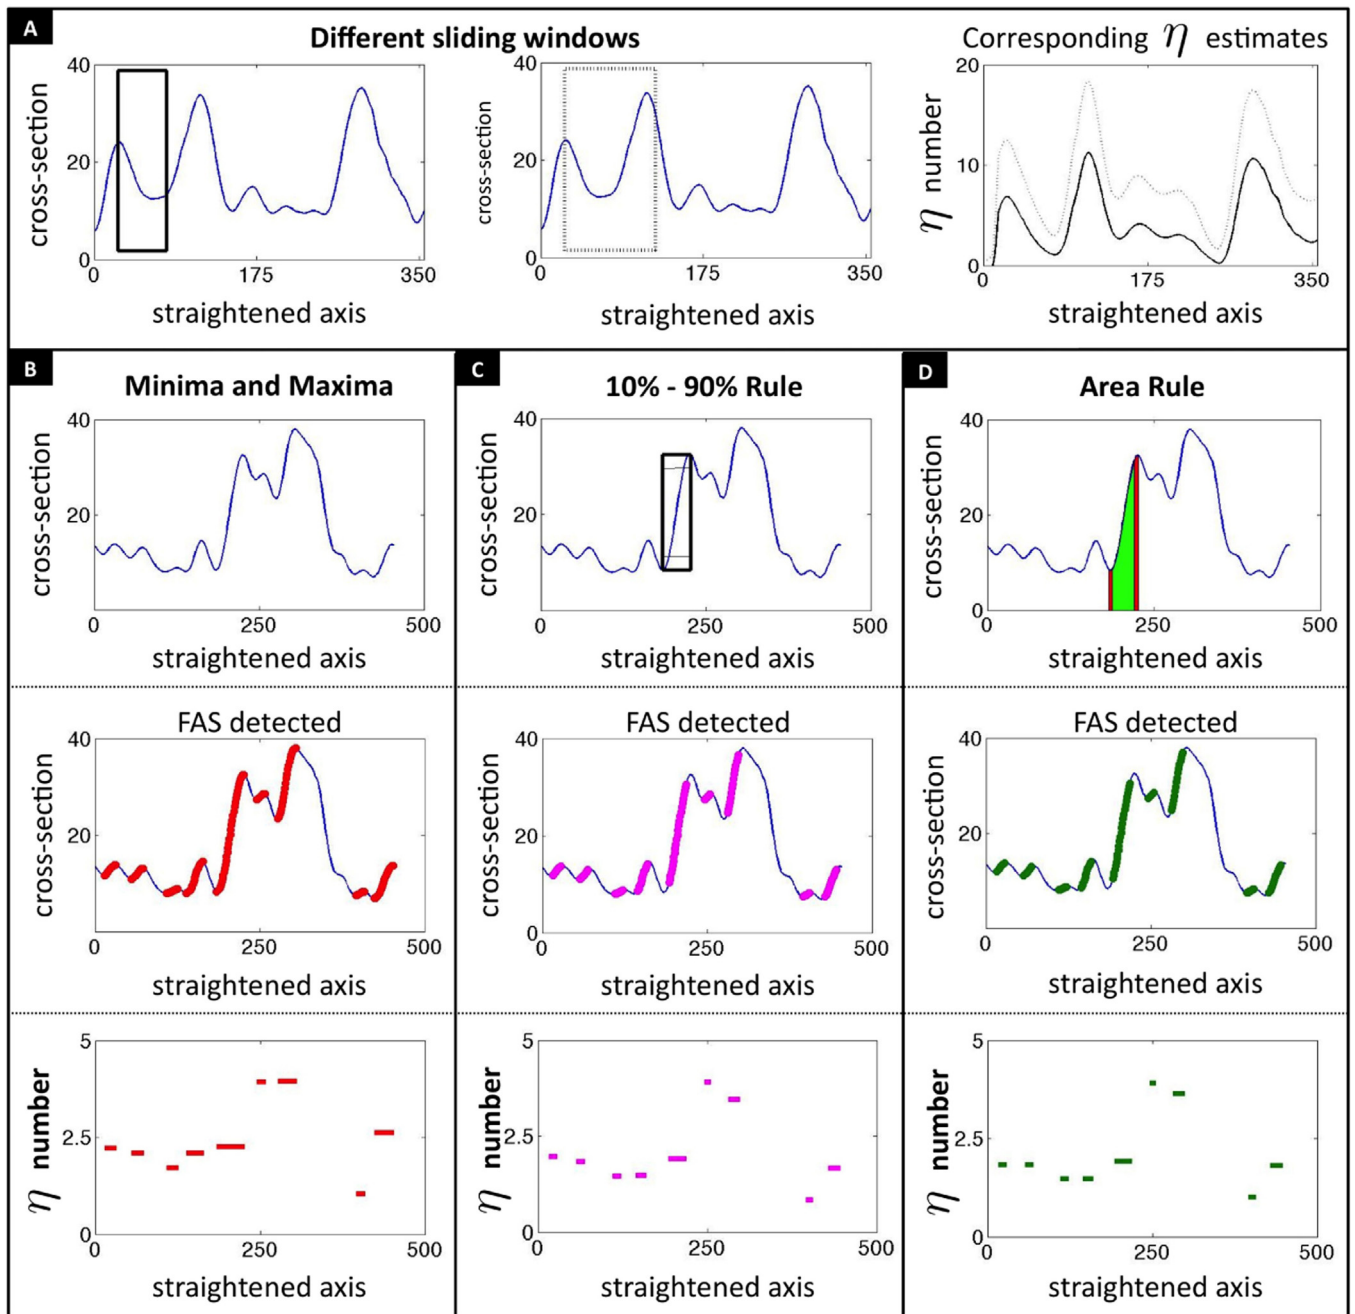 A
Different sliding windows
Corresponding η estimates
40
20
0
cross-section
0 175 350
straightened axis
40
20
0
cross-section
0 175 350
straightened axis
20
10
0
η number
0 175 350
straightened axis
B
Minima and Maxima
40
20
0
cross-section
0 250 500
straightened axis
FAS detected
40
20
cross-section
0 250 500
straightened axis
5
2.5
0
η number
0 250 500
straightened axis
C
10% - 90% Rule
40
20
0
cross-section
0 250 500
straightened axis
FAS detected
40
20
0
cross-section
0 250 500
straightened axis
5
2.5
0
η number
0 250 500
straightened axis
D
Area Rule
40
20
0
cross-section
0 250 500
straightened axis
FAS detected
40
20
0
cross-section
0 250 500
straightened axis
5
2.5
0
η number
0 250 500
straightened axis